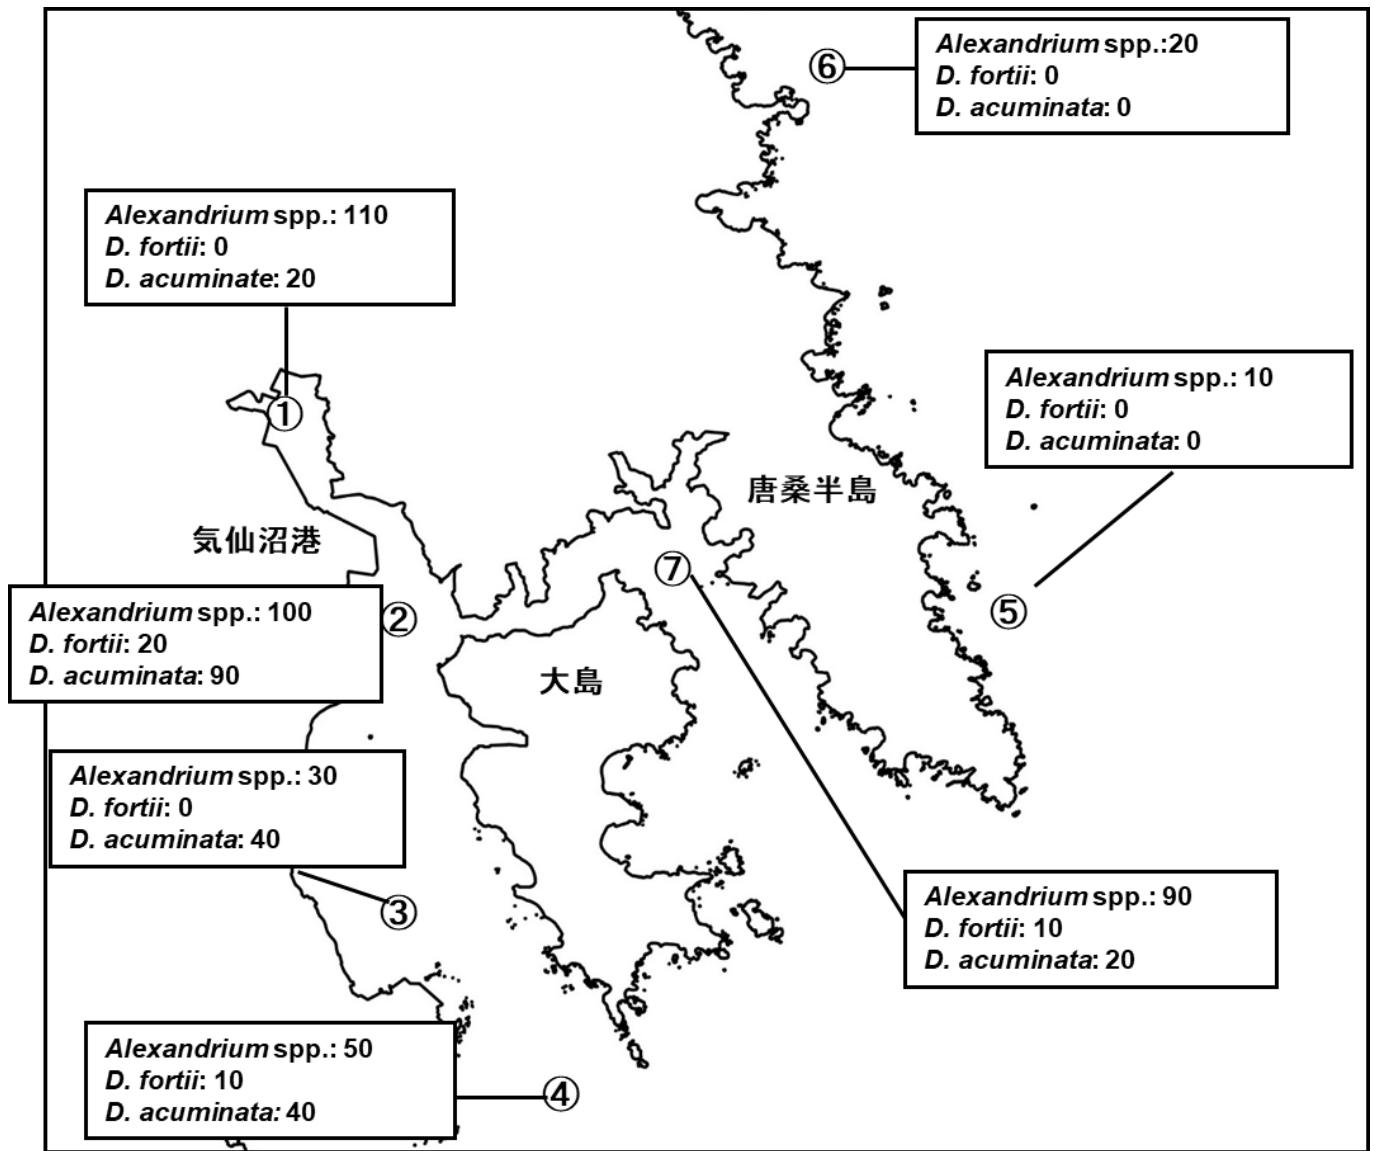 ⑥
Alexandrium spp.:20
D. fortii: 0
D. acuminata: 0
Alexandrium spp.: 110
D. fortii: 0
D. acuminate: 20
①
Alexandrium spp.: 10
D. fortii: 0
D. acuminata: 0
唐桑半島
気仙沼港
⑦
⑤
Alexandrium spp.: 100
D. fortii: 20
D. acuminata: 90
②
大島
Alexandrium spp.: 30
D. fortii: 0
D. acuminata: 40
③
Alexandrium spp.: 90
D. fortii: 10
D. acuminata: 20
Alexandrium spp.: 50
D. fortii: 10
D. acuminata: 40
④